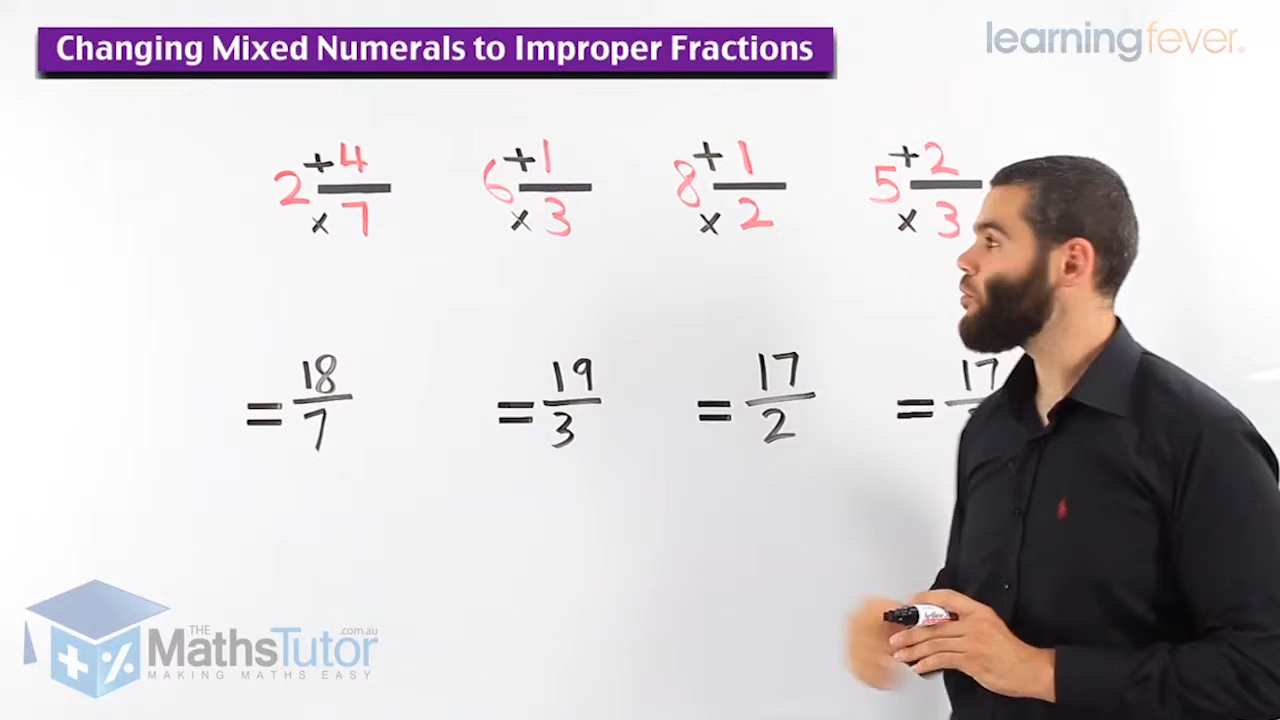 Changing Mixed Numerals to Improper Fractions
learningfever
+4 +1 +1 +2
2 6 8 5
×7 ×3 ×2 ×3
18 19 17 17
= = = =
7 3 2
THE
MathsTutor.com.au
MAKING MATHS EASY